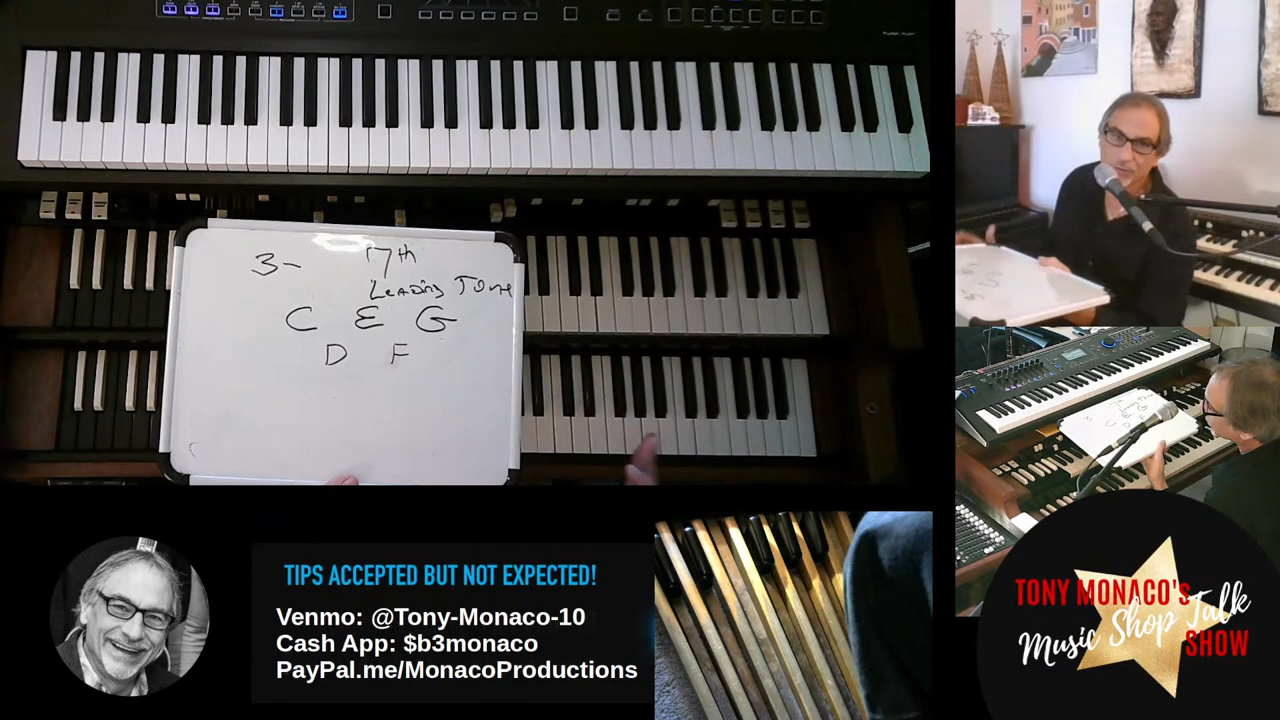 3- 7th
Leading Tone
C E G
D F
TIPS ACCEPTED BUT NOT EXPECTED!
Venmo: @Tony-Monaco-10
Cash App: $b3monaco
PayPal.me/MonacoProductions
TONY MONACO'S
Music Shop Talk
SHOW